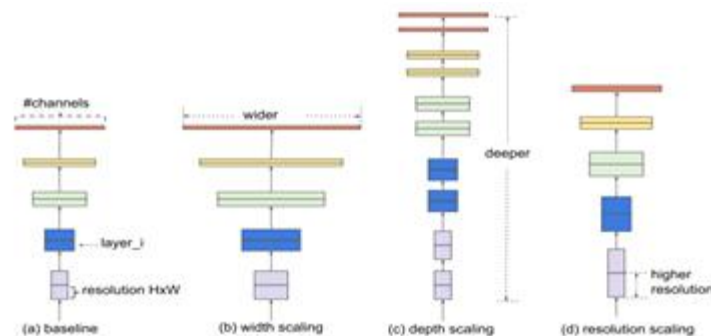 #channels
wider
deeper
layer_i
resolution HxW
higher
resolution
(a) baseline
(b) width scaling
(c) depth scaling
(d) resolution scaling